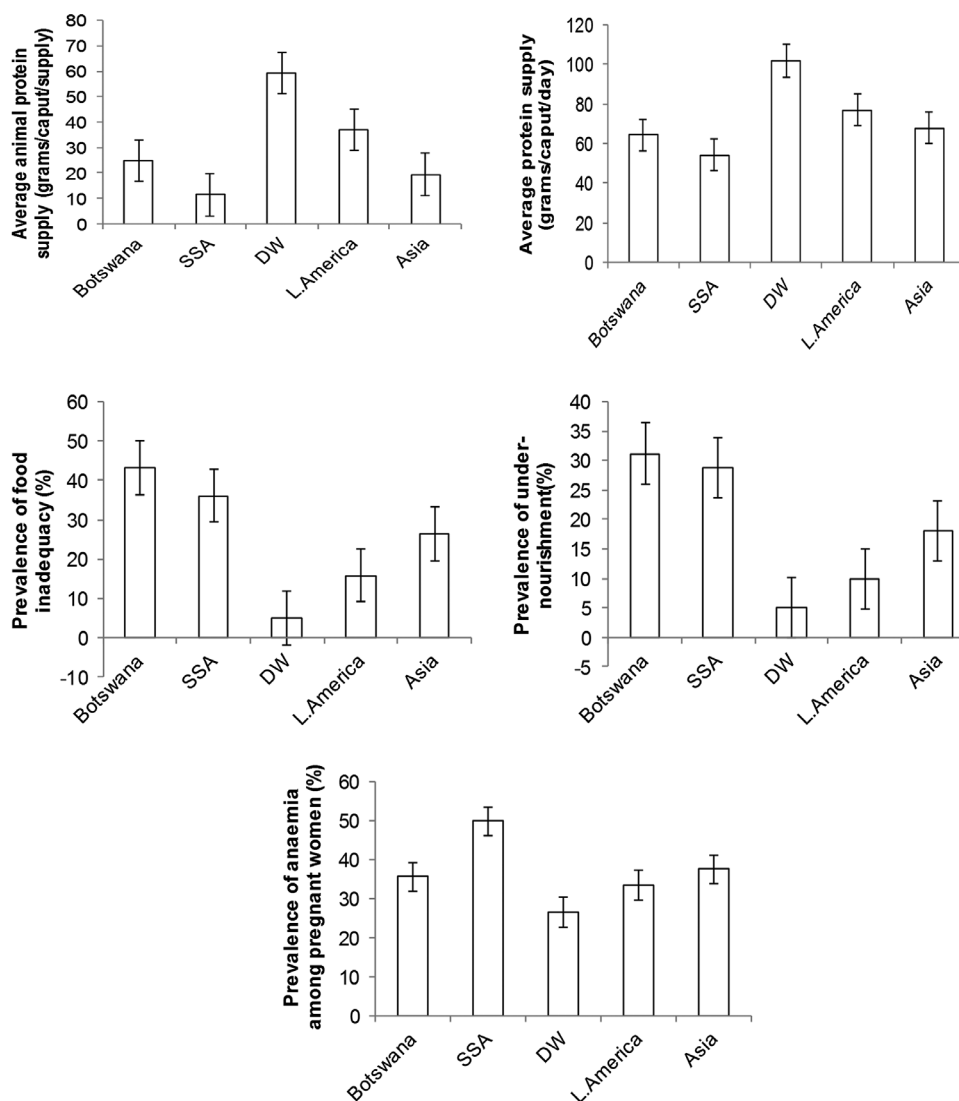 Average animal protein
supply (grams/caput/supply)
80
70
60
50
40
30
20
10
0
Botswana
SSA
DW
L.America
Asia
Average protein supply
(grams/caput/day)
120
100
80
60
40
20
0
Botswana
SSA
DW
L.America
Asia
Prevalence of food
inadequacy (%)
60
50
40
30
20
10
0
-10
Botswana
SSA
DW
L.America
Asia
Prevalence of under-
nourishment(%)
40
35
30
25
20
15
10
5
0
-5
Botswana
SSA
DW
L.America
Asia
Prevalence of anaemia
among pregnant women (%)
60
50
40
30
20
10
0
Botswana
SSA
DW
L.America
Asia